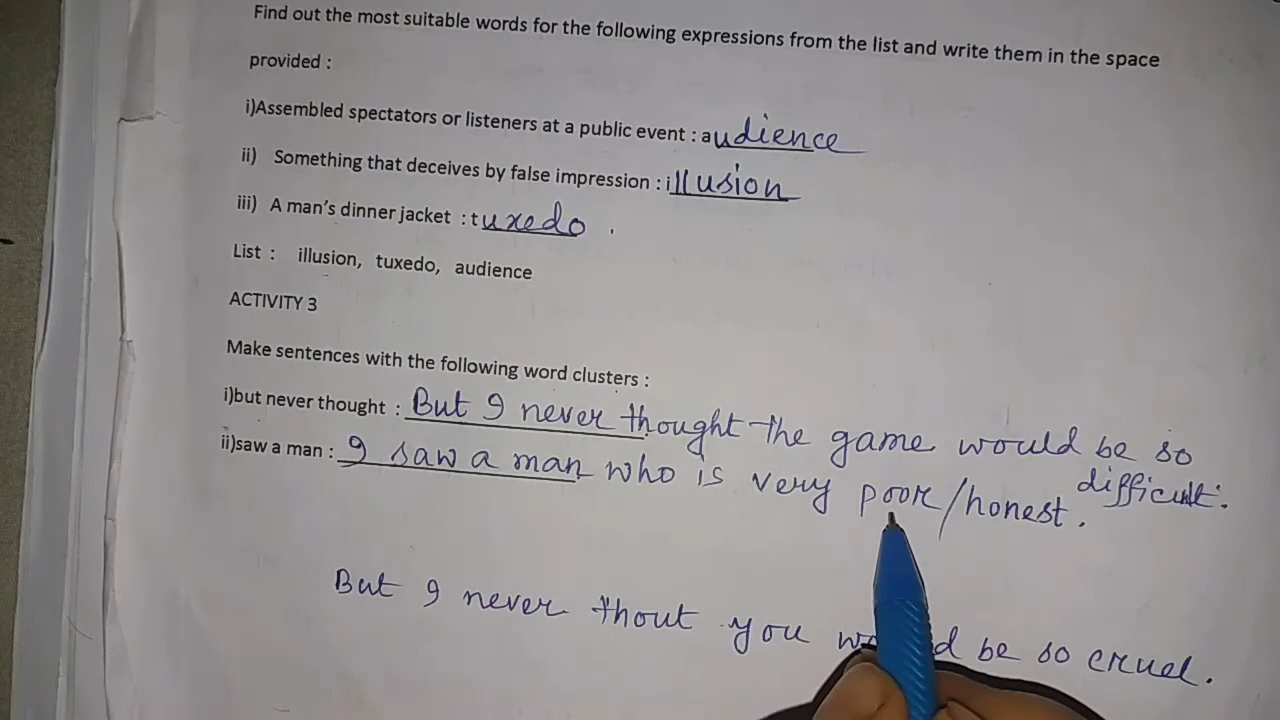 Find out the most suitable words for the following expressions from the list and write them in the space
provided :
i)Assembled spectators or listeners at a public event : audience
ii) Something that deceives by false impression : illusion
iii) A man's dinner jacket : tuxedo .
List : illusion, tuxedo, audience
ACTIVITY 3
Make sentences with the following word clusters :
i)but never thought : But I never thought the game would be so
difficult.
ii)saw a man : I saw a man who is very poor/honest.
But I never thout you d be so cruel.